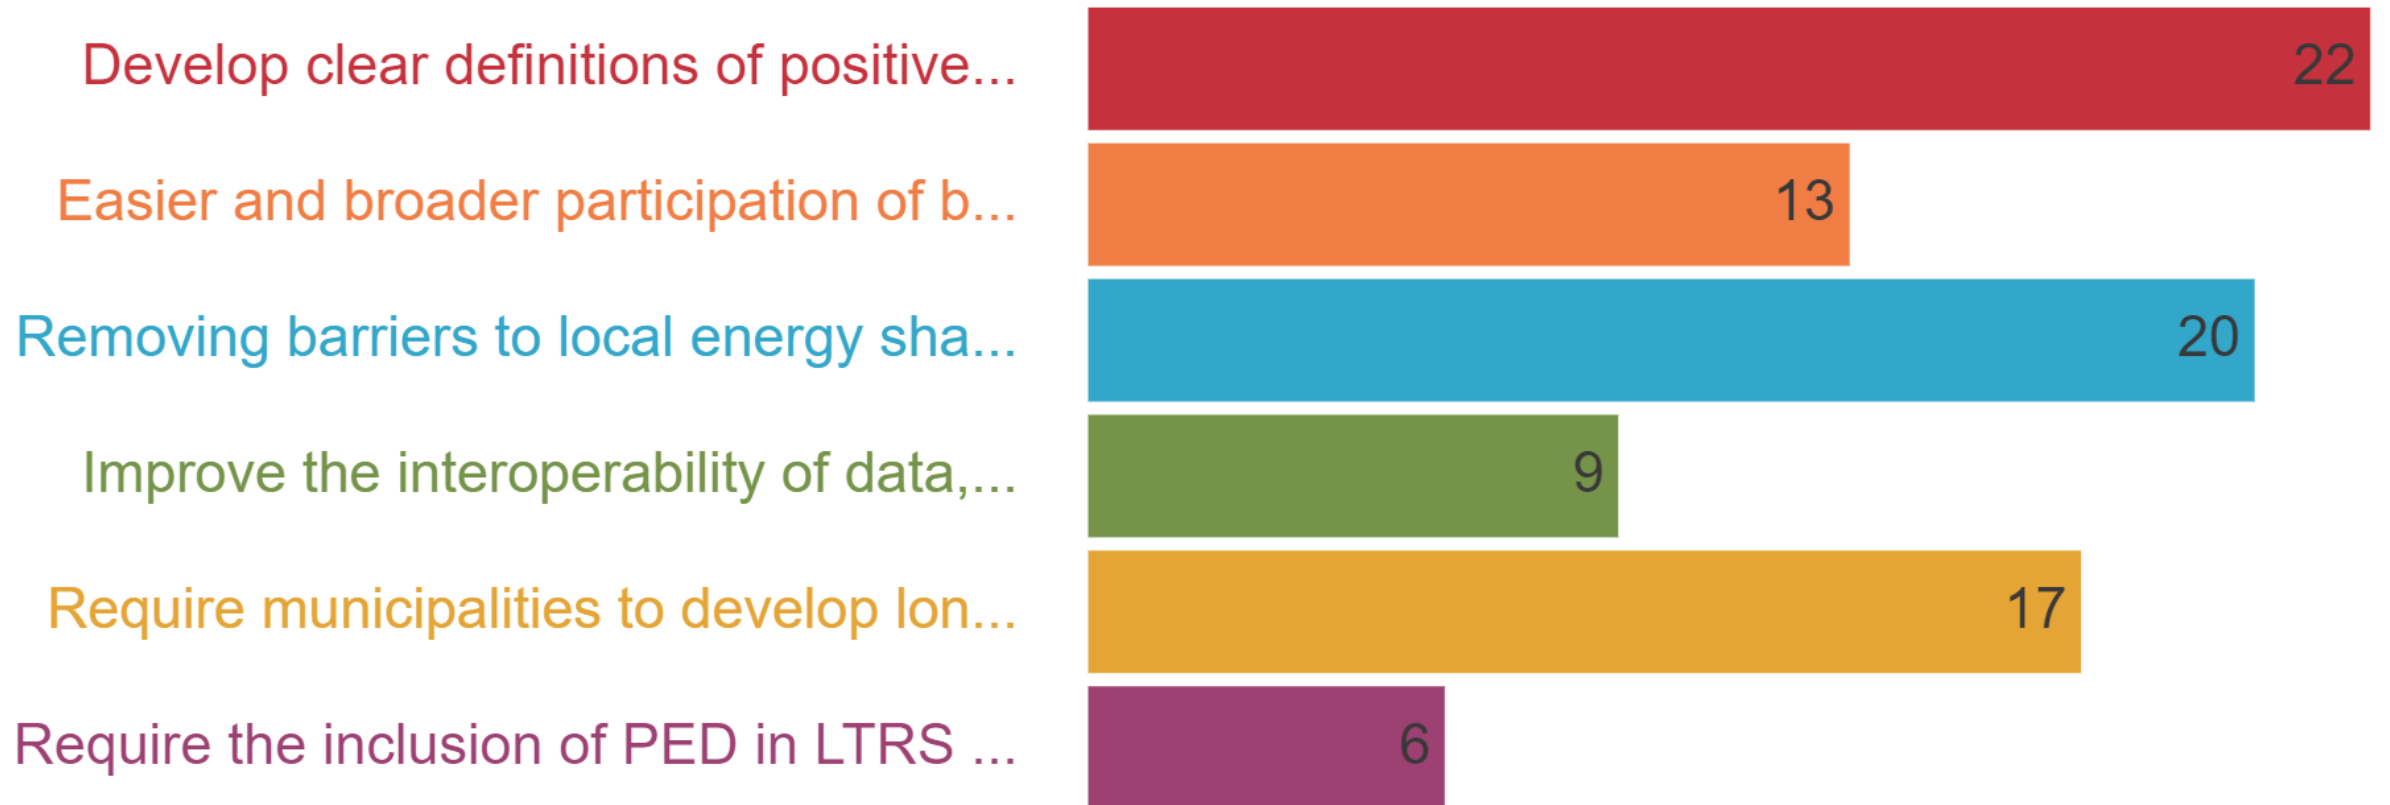 Develop clear definitions of positive... 22
Easier and broader participation of b... 13
Removing barriers to local energy sha... 20
Improve the interoperability of data,... 9
Require municipalities to develop lon... 17
Require the inclusion of PED in LTRS ... 6